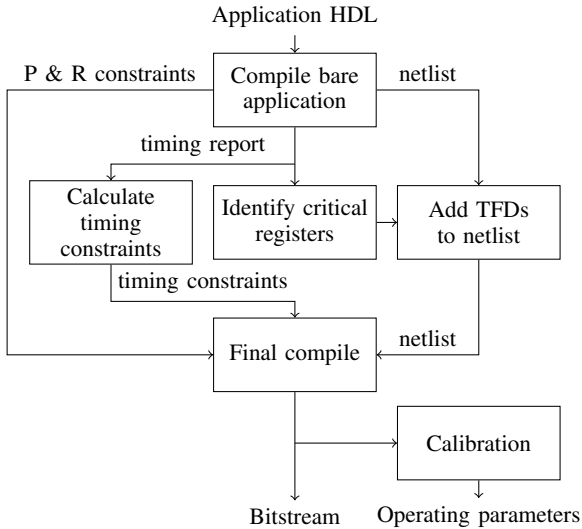 Application HDL
P & R constraints
Compile bare
application
netlist
timing report
Calculate
timing
constraints
Identify critical
registers
Add TFDs
to netlist
timing constraints
Final compile
netlist
Calibration
Bitstream
Operating parameters